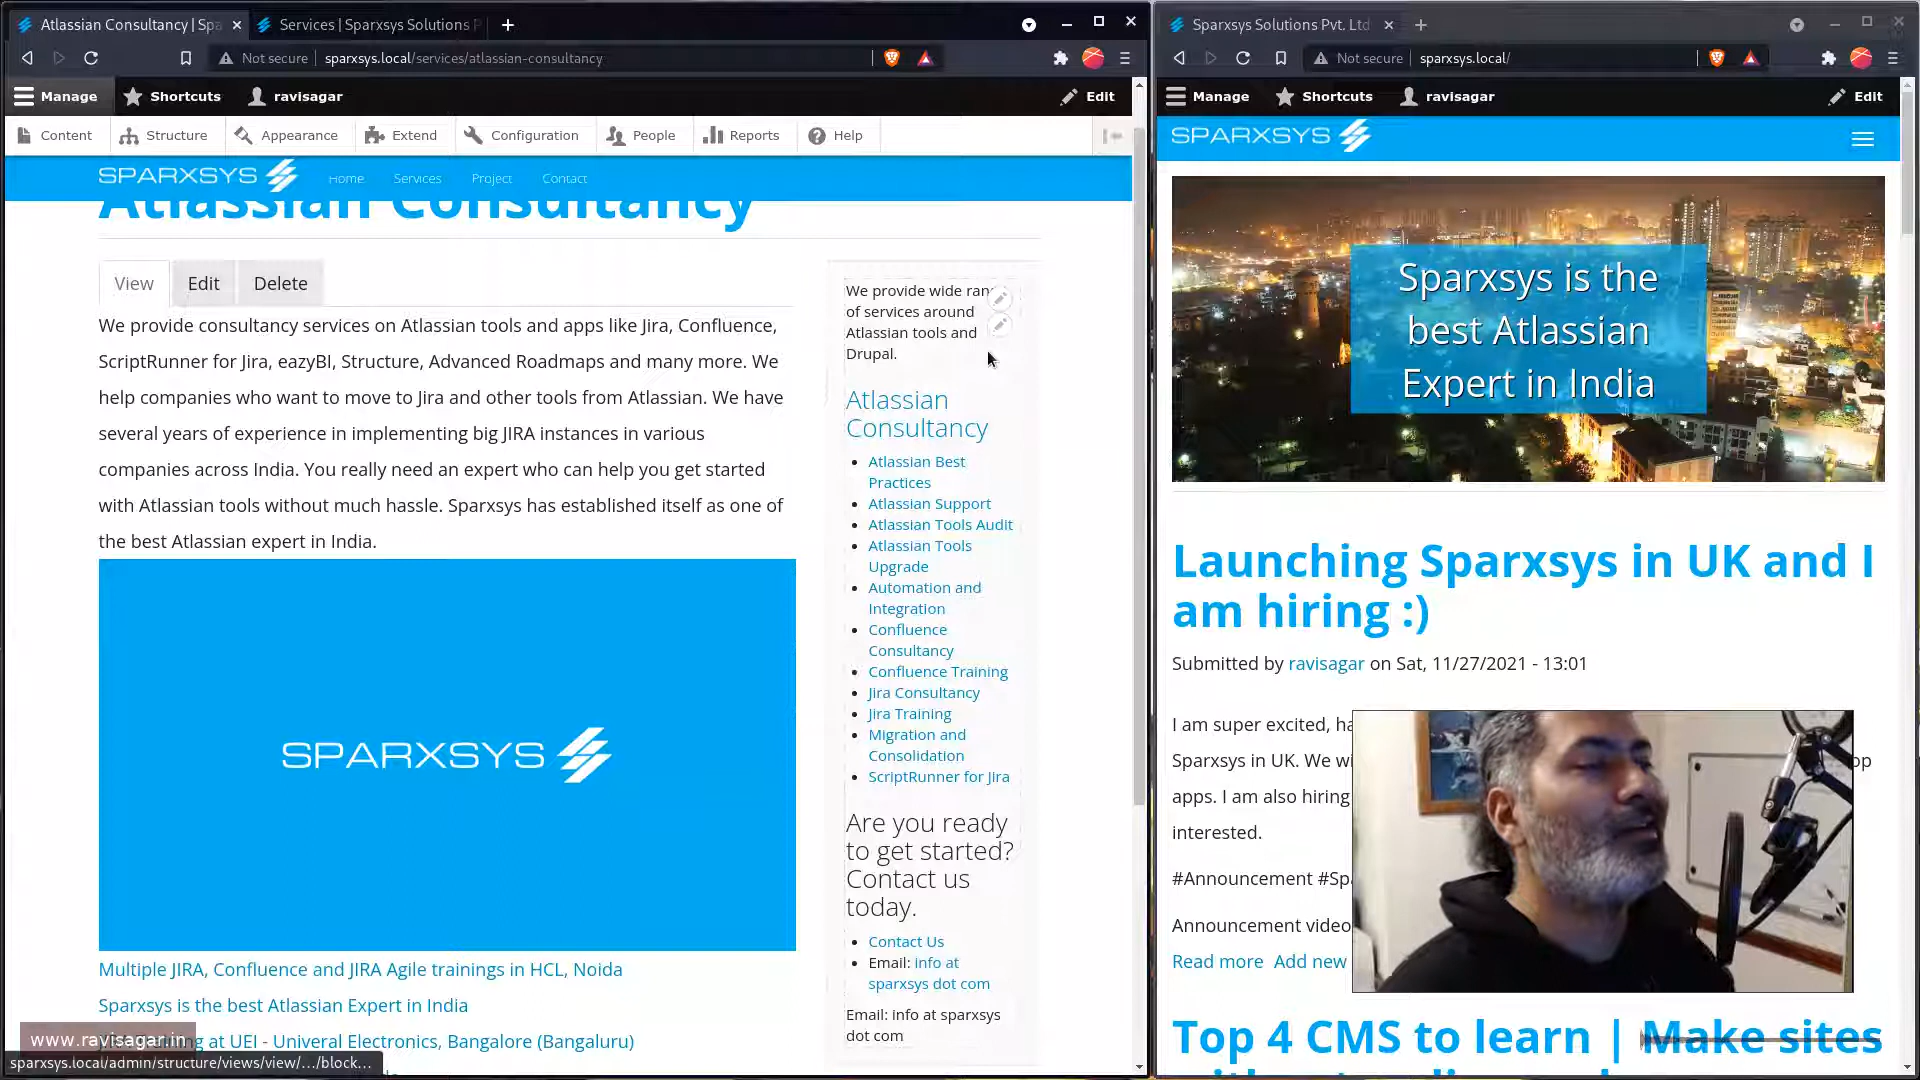 Atlassian Consultancy | Spa
Services | Sparxsys Solutions P
Not secure
sparxsys.local/services/atlassian-consultancy
Manage
Shortcuts
ravisagar
Edit
Content
Structure
Appearance
Extend
Configuration
People
Reports
Help
SPARXSYS
Home
Services
Project
Contact
Atlassian Consultancy
View
Edit
Delete
We provide consultancy services on Atlassian tools and apps like Jira, Confluence,
ScriptRunner for Jira, eazyBI, Structure, Advanced Roadmaps and many more. We
help companies who want to move to Jira and other tools from Atlassian. We have
several years of experience in implementing big JIRA instances in various
companies across India. You really need an expert who can help you get started
with Atlassian tools without much hassle. Sparxsys has established itself as one of
the best Atlassian expert in India.
SPARXSYS
Multiple JIRA, Confluence and JIRA Agile trainings in HCL, Noida
Sparxsys is the best Atlassian Expert in India
at UEI - Univeral Electronics, Bangalore (Bangaluru)
www.ravisagar.in
sparxsys.local/admin/structure/views/view/.../block...
We provide wide ran
of services around
Atlassian tools and
Drupal.
Atlassian
Consultancy
Atlassian Best
Practices
Atlassian Support
Atlassian Tools Audit
Atlassian Tools
Upgrade
Automation and
Integration
Confluence
Consultancy
Confluence Training
Jira Consultancy
Jira Training
Migration and
Consolidation
ScriptRunner for Jira
Are you ready
to get started?
Contact us
today.
Contact Us
Email: info at
sparxsys dot com
Email: info at sparxsys
dot com
Sparxsys Solutions Pvt. Ltd
Not secure
sparxsys.local/
Manage
Shortcuts
ravisagar
Edit
SPARXSYS
Sparxsys is the
best Atlassian
Expert in India
Launching Sparxsys in UK and I
am hiring :)
Submitted by ravisagar on Sat, 11/27/2021 - 13:01
I am super excited, ha
Sparxsys in UK. We wi
op
apps. I am also hiring
interested.
#Announcement #Spa
Announcement video
Read more Add new
Top 4 CMS to learn | Make sites